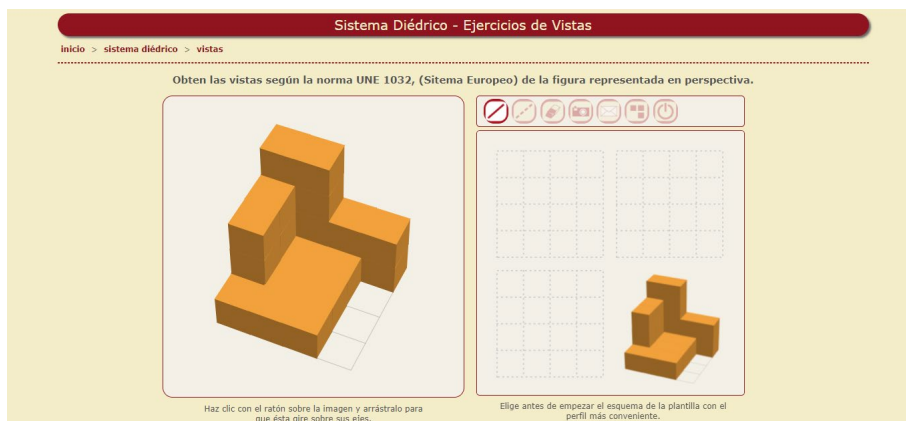 Sistema Diédrico - Ejercicios de Vistas
inicio > sistema diédrico > vistas
Obten las vistas según la norma UNE 1032, (Sitema Europeo) de la figura representada en perspectiva.
Haz clic con el ratón sobre la imagen y arrástralo para
que ésta gire sobre sus ejes.
Elige antes de empezar el esquema de la plantilla con el
perfil más conveniente.